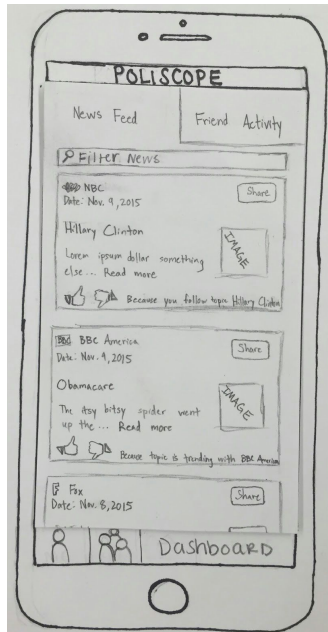 POLISCOPE
News Feed
Friend Activity
Filter News
NBC
Share
Date: Nov. 9, 2015
Hillary Clinton
IMAGE
Lorem ipsum dollar something
else... Read more
Because you follow topic Hillary Clinton
BBC BBC America
Share
Date: Nov. 9, 2015
Obamacare
IMAGE
The itsy bitsy spider went
up the ... Read more
Because topic is trending with BBC America
F Fox
Share
Date: Nov. 8, 2015
Dashboard